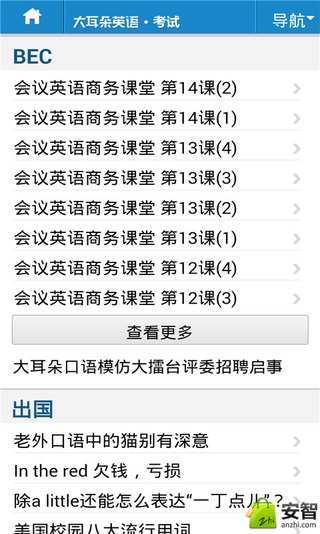 大耳朵英语·考试
导航
BEC
会议英语商务课堂 第14课(2)
会议英语商务课堂 第14课(1)
会议英语商务课堂 第13课(4)
会议英语商务课堂 第13课(3)
会议英语商务课堂 第13课(2)
会议英语商务课堂 第13课(1)
会议英语商务课堂 第12课(4)
会议英语商务课堂 第12课(3)
查看更多
大耳朵口语模仿大擂台评委招聘启事
出国
老外口语中的猫别有深意
In the red 欠钱，亏损
除a little还能怎么表达“一丁点儿”？
美国校园八大流行用词
安智
anzhi.com
zhi